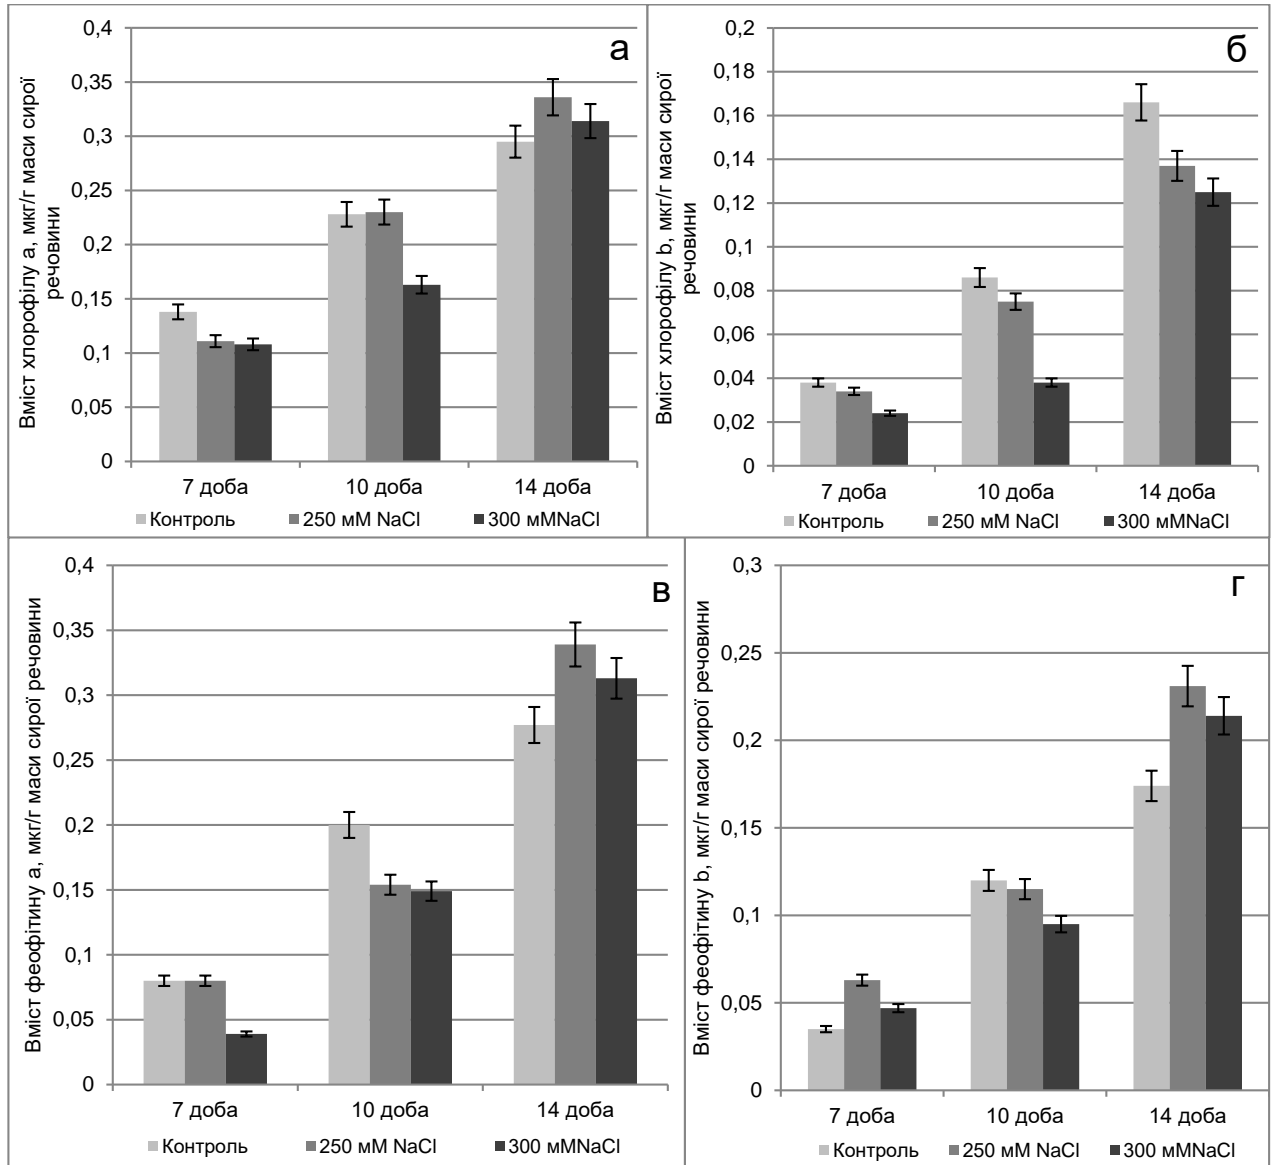 а
Вміст хлорофілу а, мкг/г маси сирої
речовини
0,4
0,35
0,3
0,25
0,2
0,15
0,1
0,05
0
7 доба 10 доба 14 доба
Контроль 250 мМ NaCl 300 мМNaCl
б
Вміст хлорофілу b, мкг/г маси сирої
речовини
0,2
0,18
0,16
0,14
0,12
0,1
0,08
0,06
0,04
0,02
0
7 доба 10 доба 14 доба
Контроль 250 мМ NaCl 300 мМNaCl
в
Вміст феофітину а, мкг/г маси сирої речовини
0,4
0,35
0,3
0,25
0,2
0,15
0,1
0,05
0
7 доба 10 доба 14 доба
Контроль 250 мМ NaCl 300 мМNaCl
г
Вміст феофітину b, мкг/г маси сирої речовини
0,3
0,25
0,2
0,15
0,1
0,05
0
7 доба 10 доба 14 доба
Контроль 250 мМ NaCl 300 мМNaCl